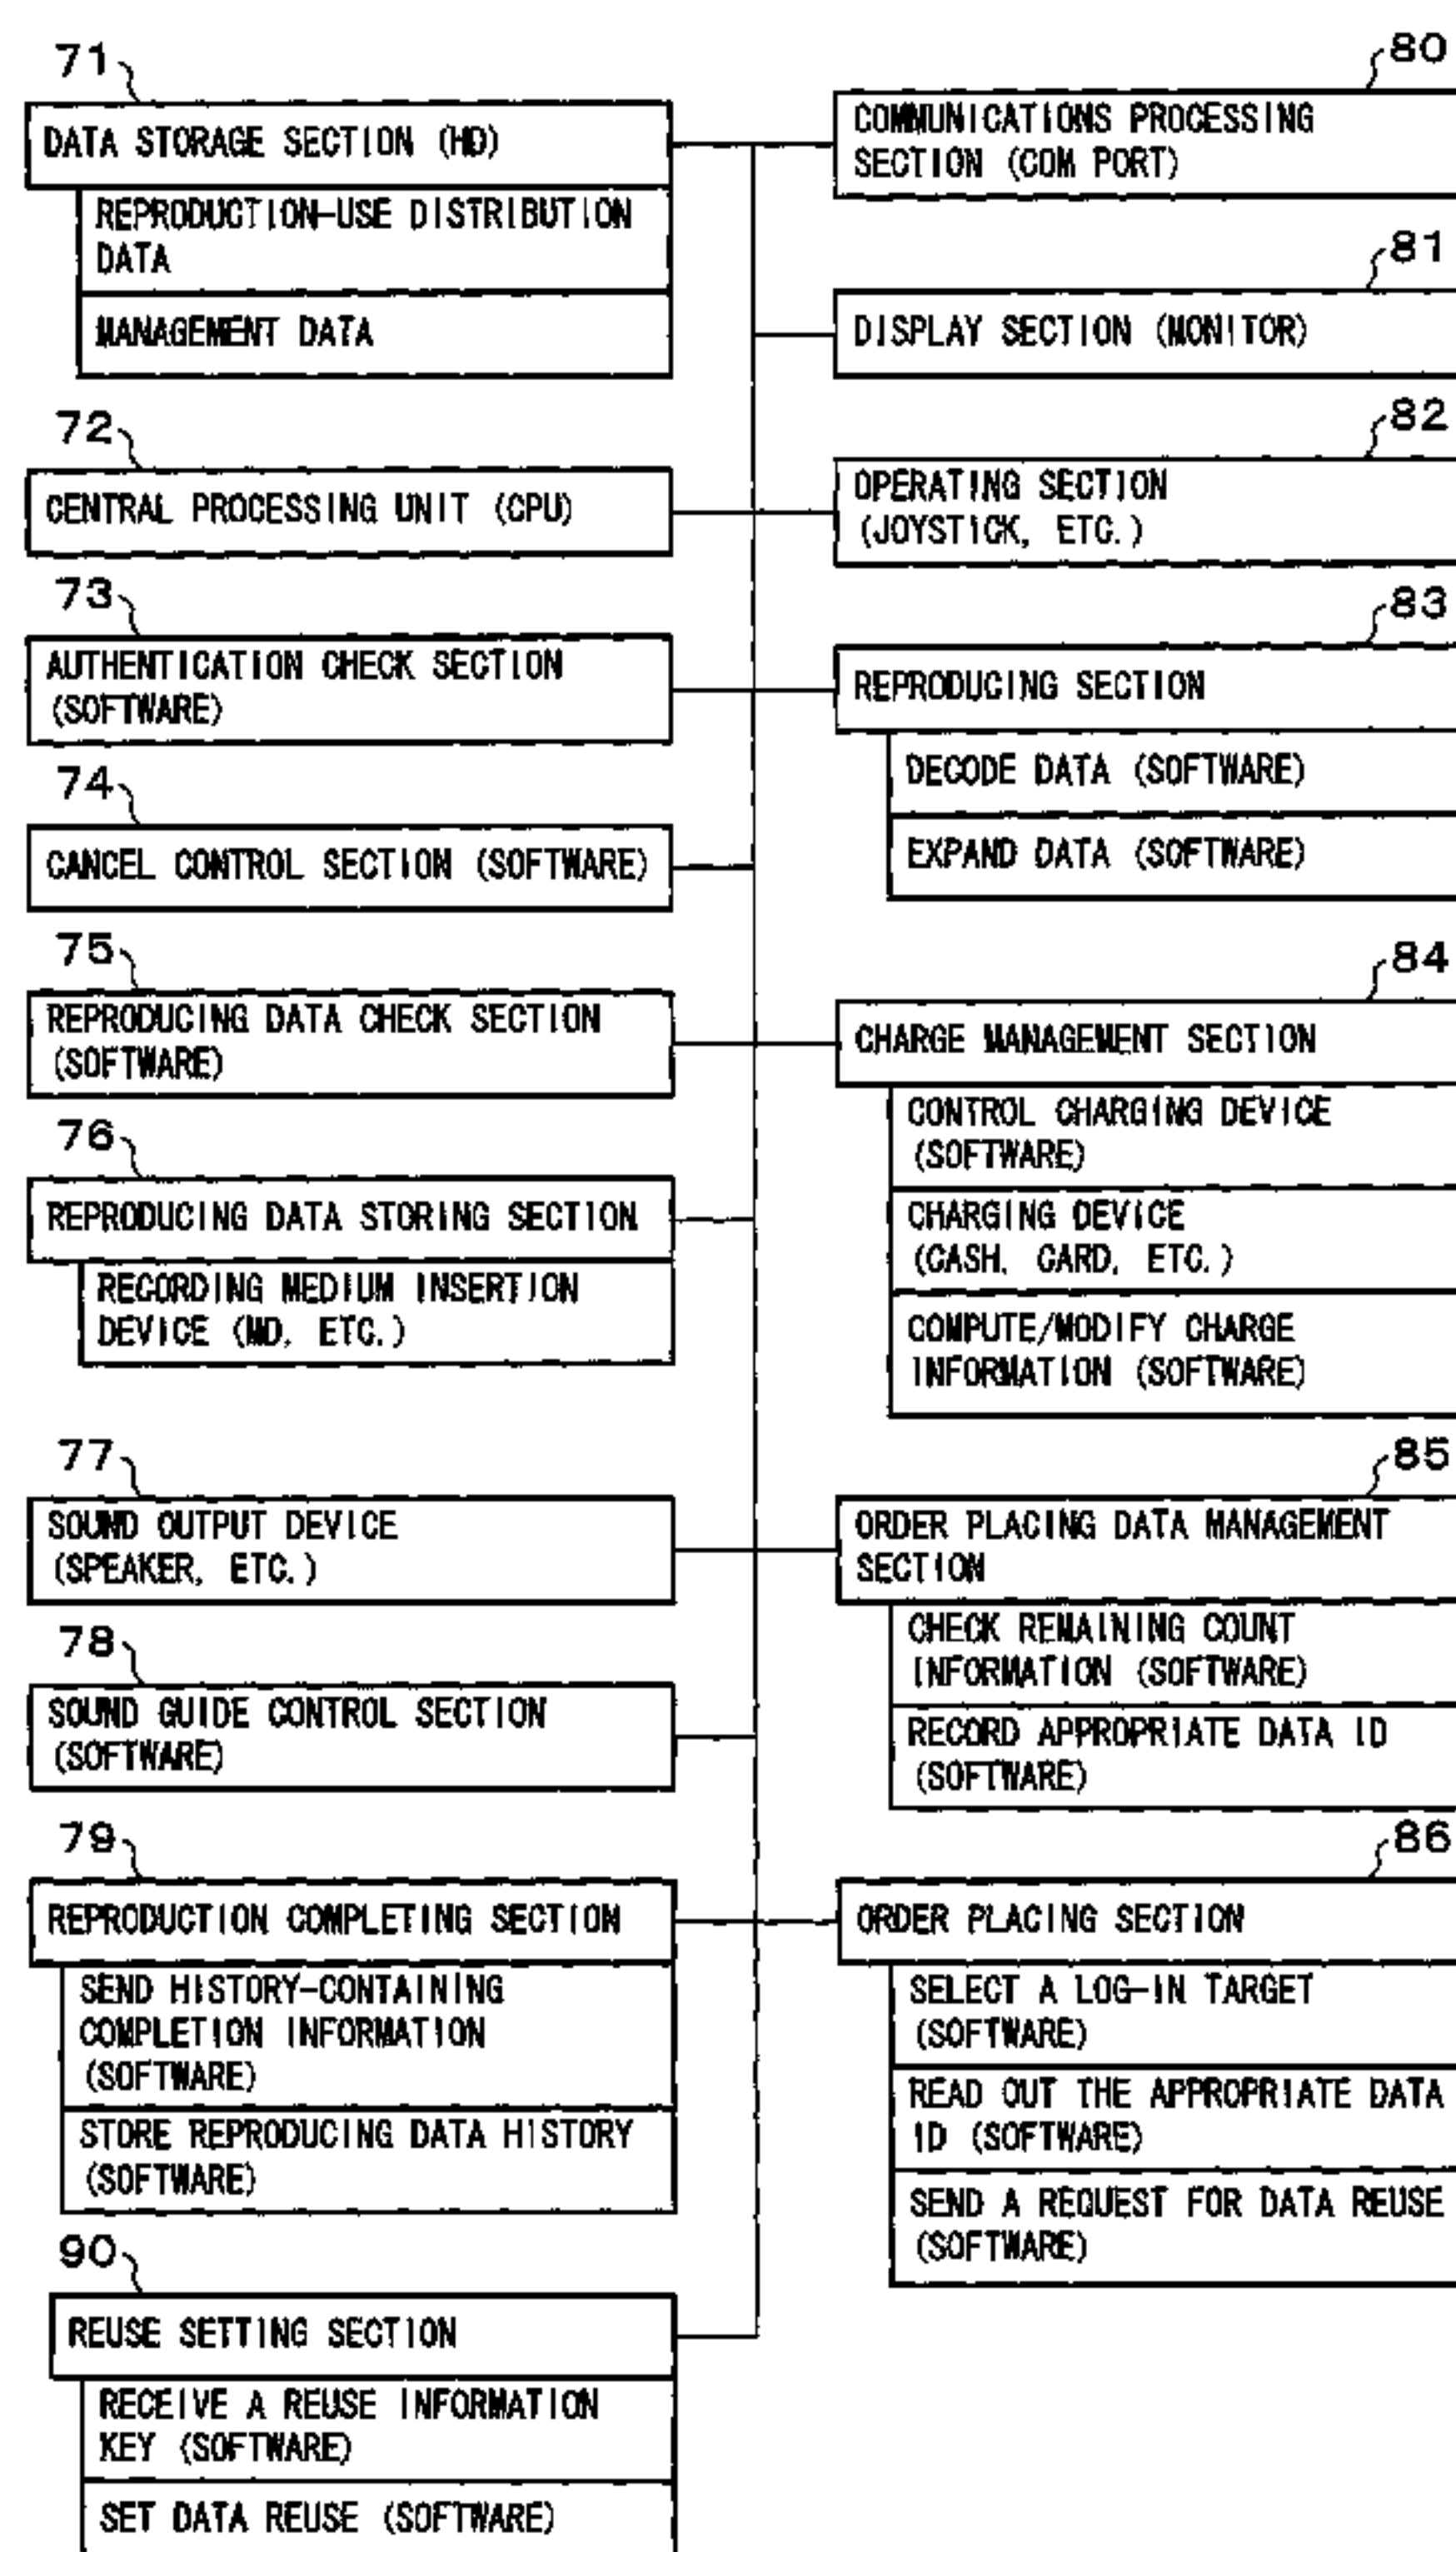 71
DATA STORAGE SECTION (HD)
REPRODUCTION-USE DISTRIBUTION
DATA
MANAGEMENT DATA
72
CENTRAL PROCESSING UNIT (CPU)
73
AUTHENTICATION CHECK SECTION
(SOFTWARE)
74
CANCEL CONTROL SECTION (SOFTWARE)
75
REPRODUCING DATA CHECK SECTION
(SOFTWARE)
76
REPRODUCING DATA STORING SECTION
RECORDING MEDIUM INSERTION
DEVICE (MD, ETC.)
77
SOUND OUTPUT DEVICE
(SPEAKER, ETC.)
78
SOUND GUIDE CONTROL SECTION
(SOFTWARE)
79
REPRODUCTION COMPLETING SECTION
SEND HISTORY-CONTAINING
COMPLETION INFORMATION
(SOFTWARE)
STORE REPRODUCING DATA HISTORY
(SOFTWARE)
90
REUSE SETTING SECTION
RECEIVE A REUSE INFORMATION
KEY (SOFTWARE)
SET DATA REUSE (SOFTWARE)
80
COMMUNICATIONS PROCESSING
SECTION (COM PORT)
81
DISPLAY SECTION (MONITOR)
82
OPERATING SECTION
(JOYSTICK, ETC.)
83
REPRODUCING SECTION
DECODE DATA (SOFTWARE)
EXPAND DATA (SOFTWARE)
84
CHARGE MANAGEMENT SECTION
CONTROL CHARGING DEVICE
(SOFTWARE)
CHARGING DEVICE
(CASH, CARD, ETC.)
COMPUTE/MODIFY CHARGE
INFORMATION (SOFTWARE)
85
ORDER PLACING DATA MANAGEMENT
SECTION
CHECK REMAINING COUNT
INFORMATION (SOFTWARE)
RECORD APPROPRIATE DATA ID
(SOFTWARE)
86
ORDER PLACING SECTION
SELECT A LOG-IN TARGET
(SOFTWARE)
READ OUT THE APPROPRIATE DATA
ID (SOFTWARE)
SEND A REQUEST FOR DATA REUSE
(SOFTWARE)